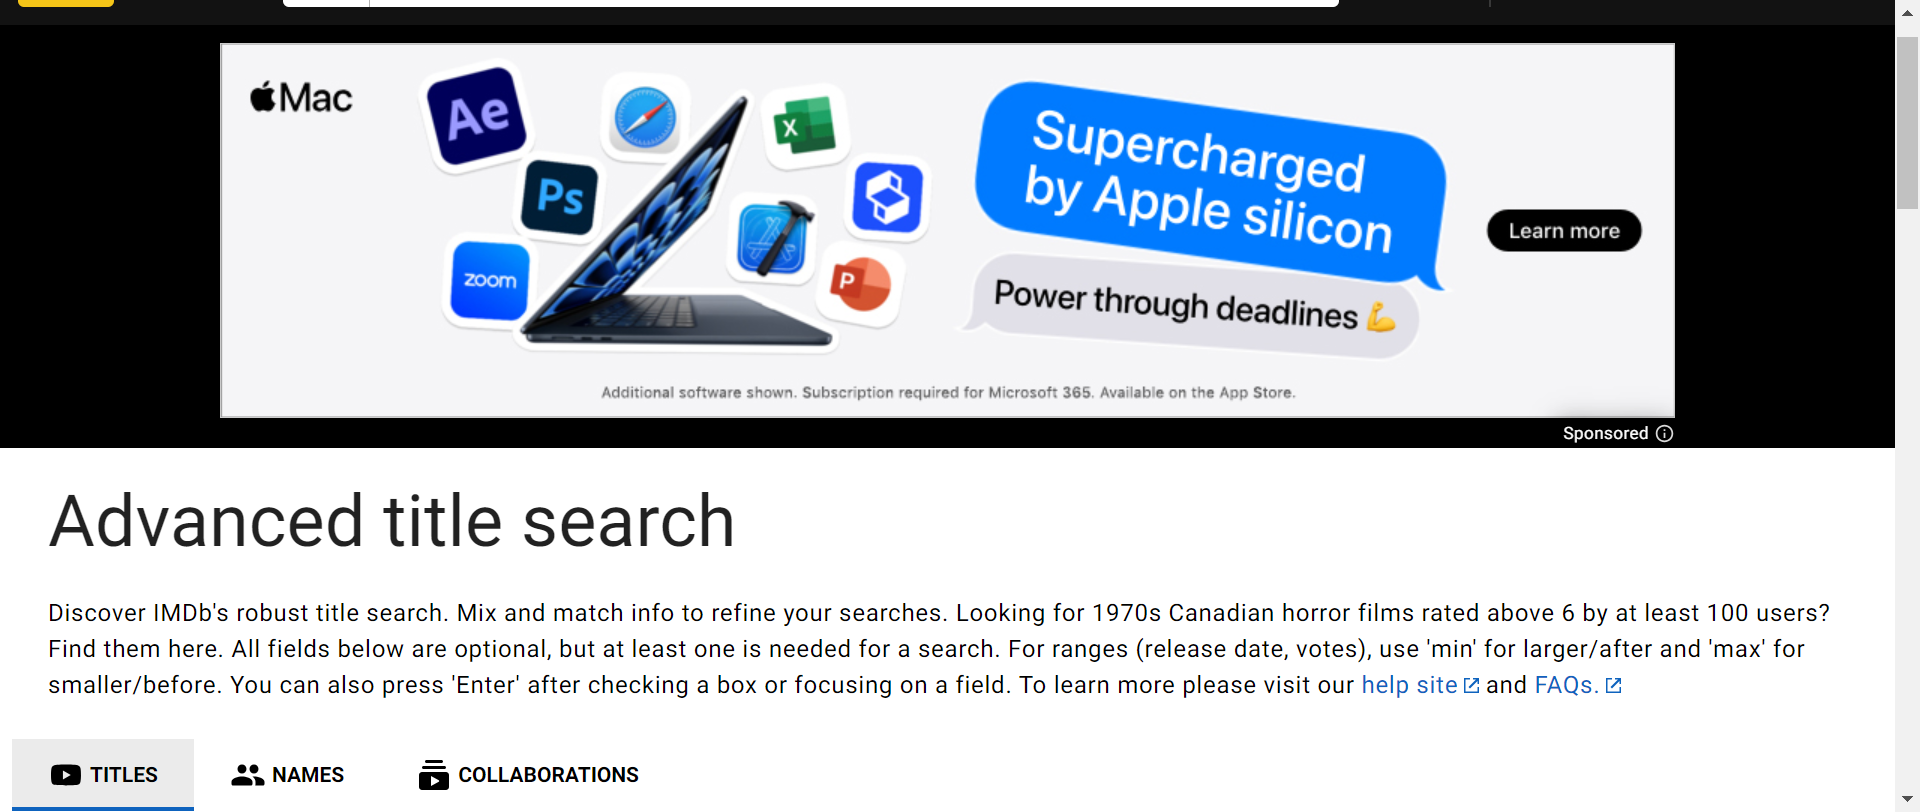 Mac
Ae
Ps
zoom
X
P
Supercharged
by Apple silicon
Power through deadlines 💪
Learn more
Additional software shown. Subscription required for Microsoft 365. Available on the App Store.
Sponsored
Advanced title search
Discover IMDb's robust title search. Mix and match info to refine your searches. Looking for 1970s Canadian horror films rated above 6 by at least 100 users?
Find them here. All fields below are optional, but at least one is needed for a search. For ranges (release date, votes), use 'min' for larger/after and 'max' for
smaller/before. You can also press 'Enter' after checking a box or focusing on a field. To learn more please visit our help site and FAQs.
TITLES NAMES COLLABORATIONS